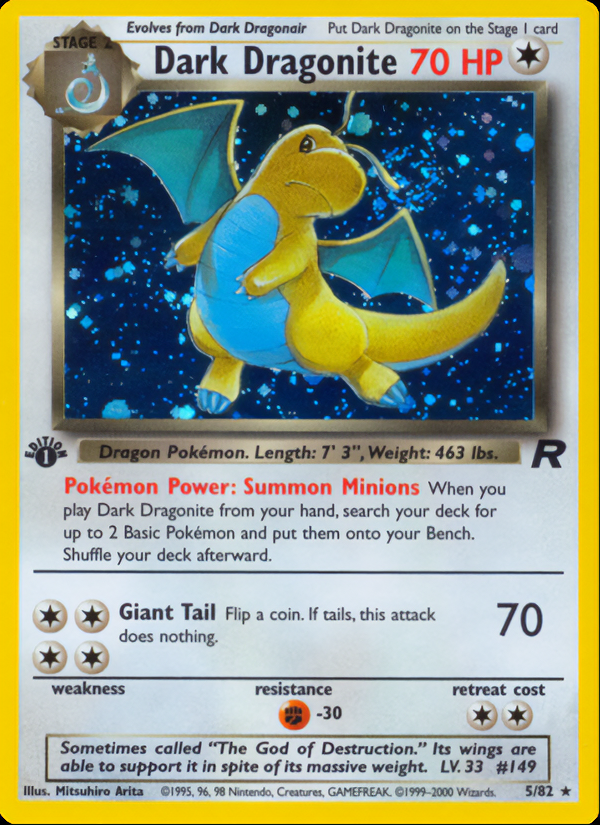 Evolves from Dark Dragonair Put Dark Dragonite on the Stage 1 card
STAGE 2
Dark Dragonite 70 HP
EDITION
1
Dragon Pokémon. Length: 7' 3", Weight: 463 lbs.
R
Pokémon Power: Summon Minions When you
play Dark Dragonite from your hand, search your deck for
up to 2 Basic Pokémon and put them onto your Bench.
Shuffle your deck afterward.
Giant Tail Flip a coin. If tails, this attack 70
does nothing.
weakness resistance retreat cost
-30
Sometimes called "The God of Destruction." Its wings are
able to support it in spite of its massive weight. LV. 33 #149
Illus. Mitsuhiro Arita ©1995, 96, 98 Nintendo, Creatures, GAMEFREAK. ©1999-2000 Wizards. 5/82 ★